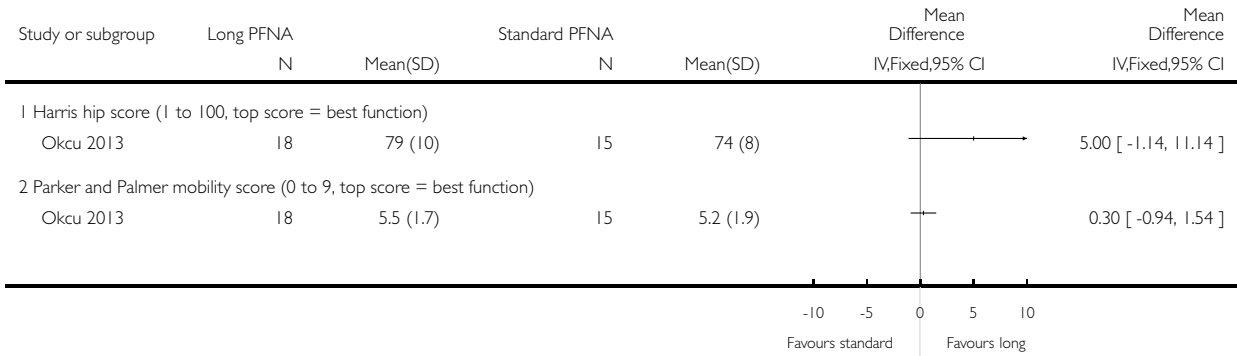 Study or subgroup Long PFNA Standard PFNA Mean Difference Mean Difference
N Mean(SD) N Mean(SD) IV,Fixed,95% CI IV,Fixed,95% CI
1 Harris hip score (1 to 100, top score = best function)
Okcu 2013 18 79 (10) 15 74 (8) 5.00 [ -1.14, 11.14 ]
2 Parker and Palmer mobility score (0 to 9, top score = best function)
Okcu 2013 18 5.5 (1.7) 15 5.2 (1.9) 0.30 [ -0.94, 1.54 ]
-10 -5 0 5 10
Favours standard Favours long